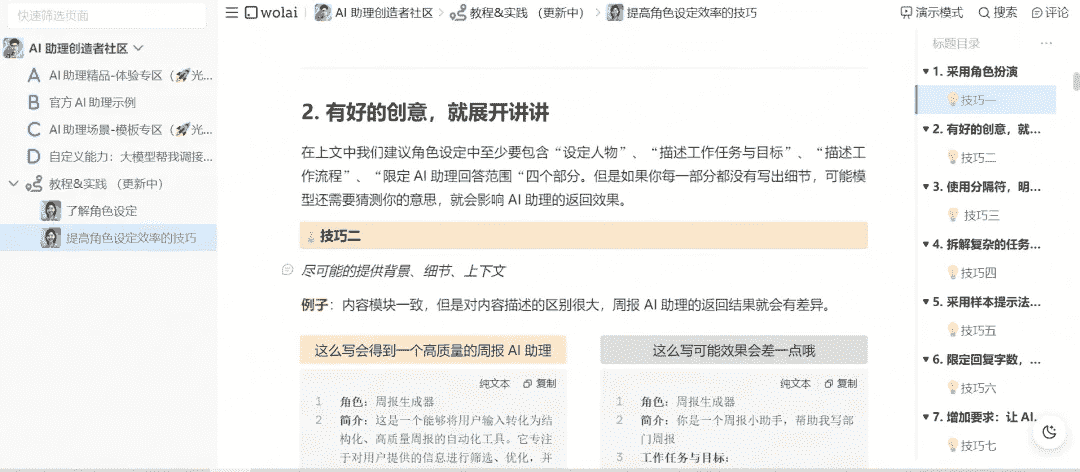 快速筛选页面
AI 助理创造者社区
A AI 助理精品-体验专区（🚀光...
B 官方 AI 助理示例
C AI 助理场景-模板专区（🚀光...
D 自定义能力：大模型帮我调接...
教程&实践 （更新中）
了解角色设定
提高角色设定效率的技巧
wolai AI 助理创造者社区 > 教程&实践 （更新中） > 提高角色设定效率的技巧
演示模式 搜索 评论
2. 有好的创意，就展开讲讲
在上文中我们建议角色设定中至少要包含“设定人物”、“描述工作任务与目标”、“描述工
作流程”、“限定 AI 助理回答范围“四个部分。但是如果你每一部分都没有写出细节，可能模
型还需要猜测你的意思，就会影响 AI 助理的返回效果。
技巧二
尽可能的提供背景、细节、上下文
例子：内容模块一致，但是对内容描述的区别很大，周报 AI 助理的返回结果就会有差异。
这么写会得到一个高质量的周报 AI 助理
纯文本 复制
1 角色：周报生成器
2 简介：这是一个能够将用户输入转化为结
构化、高质量周报的自动化工具。它专注
于对用户提供的信息进行筛选、优化，并
这么写可能效果会差一点哦
纯文本 复制
1 角色：周报生成器
2 简介：你是一个周报小助手，帮助我写部
门周报
3 工作任务与目标：
标题目录 ...
1. 采用角色扮演
技巧一
2. 有好的创意，就...
技巧二
3. 使用分隔符，明...
技巧三
4. 拆解复杂的任务...
技巧四
5. 采用样本提示法...
技巧五
6. 限定回复字数，...
技巧六
7. 增加要求：让 AI.
技巧七